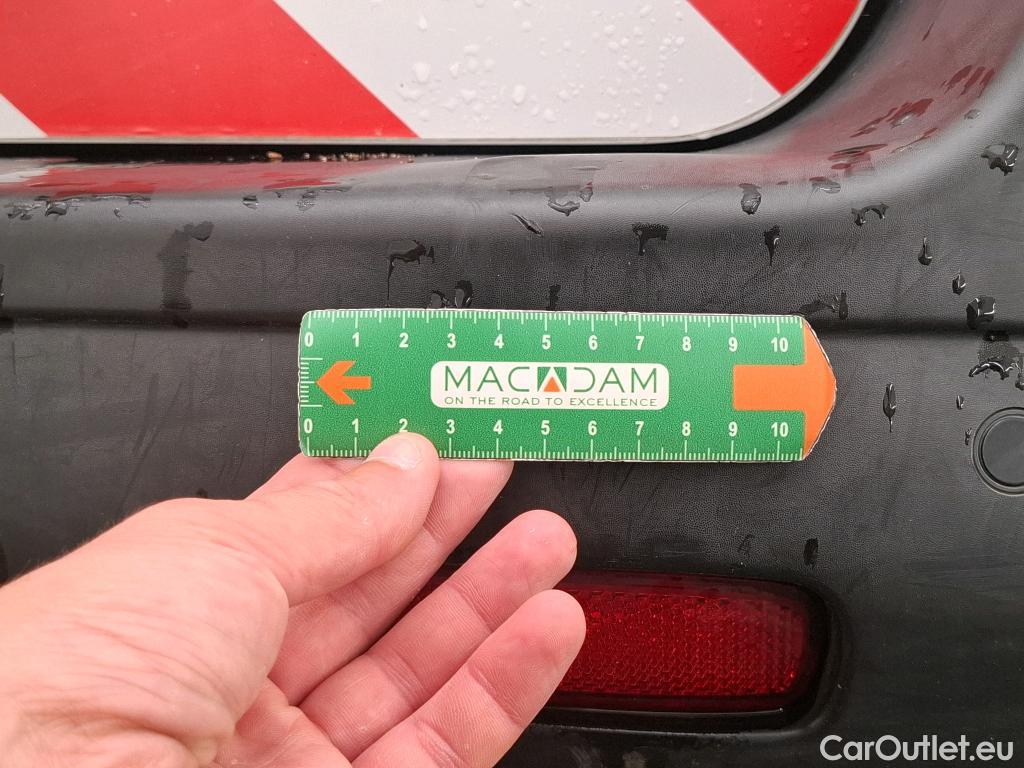 0 1 2 3 4 5 6 7 8 9 10
MACADAM
ON THE ROAD TO EXCELLENCE
0 1 2 3 4 5 6 7 8 9 10
CarOutlet.eu